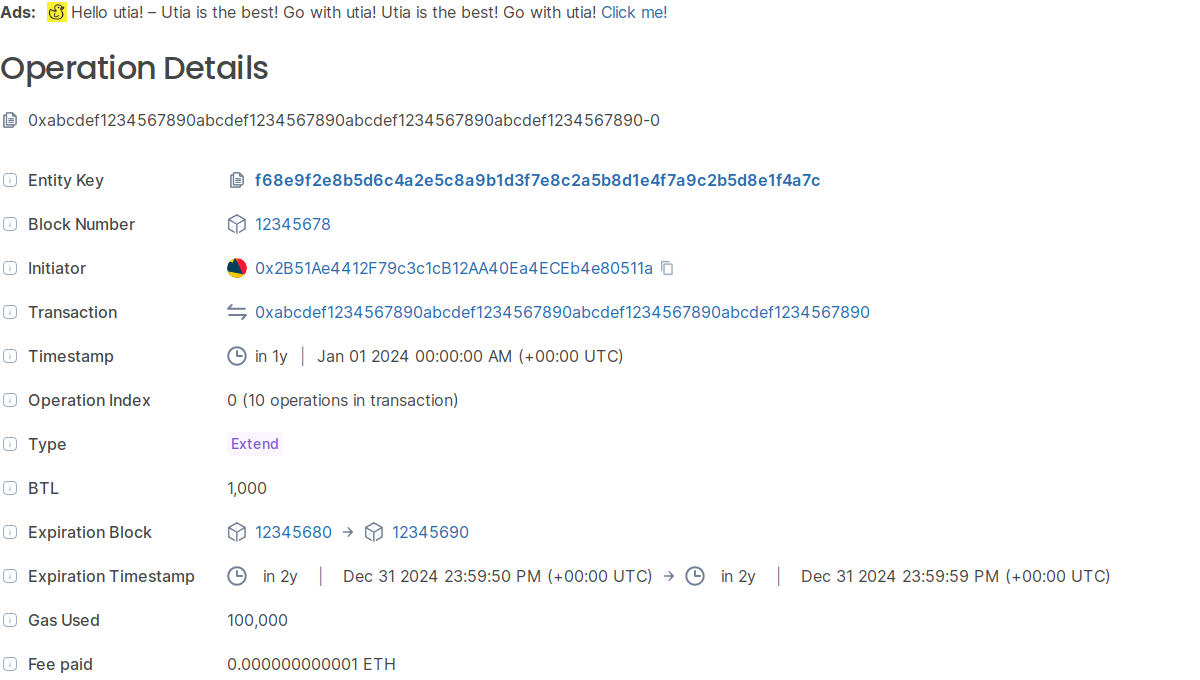 Ads: Hello utia! – Utia is the best! Go with utia! Utia is the best! Go with utia! Click me!
Operation Details
0xabcdef1234567890abcdef1234567890abcdef1234567890abcdef1234567890-0
Entity Key f68e9f2e8b5d6c4a2e5c8a9b1d3f7e8c2a5b8d1e4f7a9c2b5d8e1f4a7c
Block Number 12345678
Initiator 0x2B51Ae4412F79c3c1cB12AA40Ea4ECEb4e80511a
Transaction 0xabcdef1234567890abcdef1234567890abcdef1234567890abcdef1234567890
Timestamp in 1y | Jan 01 2024 00:00:00 AM (+00:00 UTC)
Operation Index 0 (10 operations in transaction)
Type Extend
BTL 1,000
Expiration Block 12345680 → 12345690
Expiration Timestamp in 2y | Dec 31 2024 23:59:50 PM (+00:00 UTC) → in 2y | Dec 31 2024 23:59:59 PM (+00:00 UTC)
Gas Used 100,000
Fee paid 0.000000000001 ETH